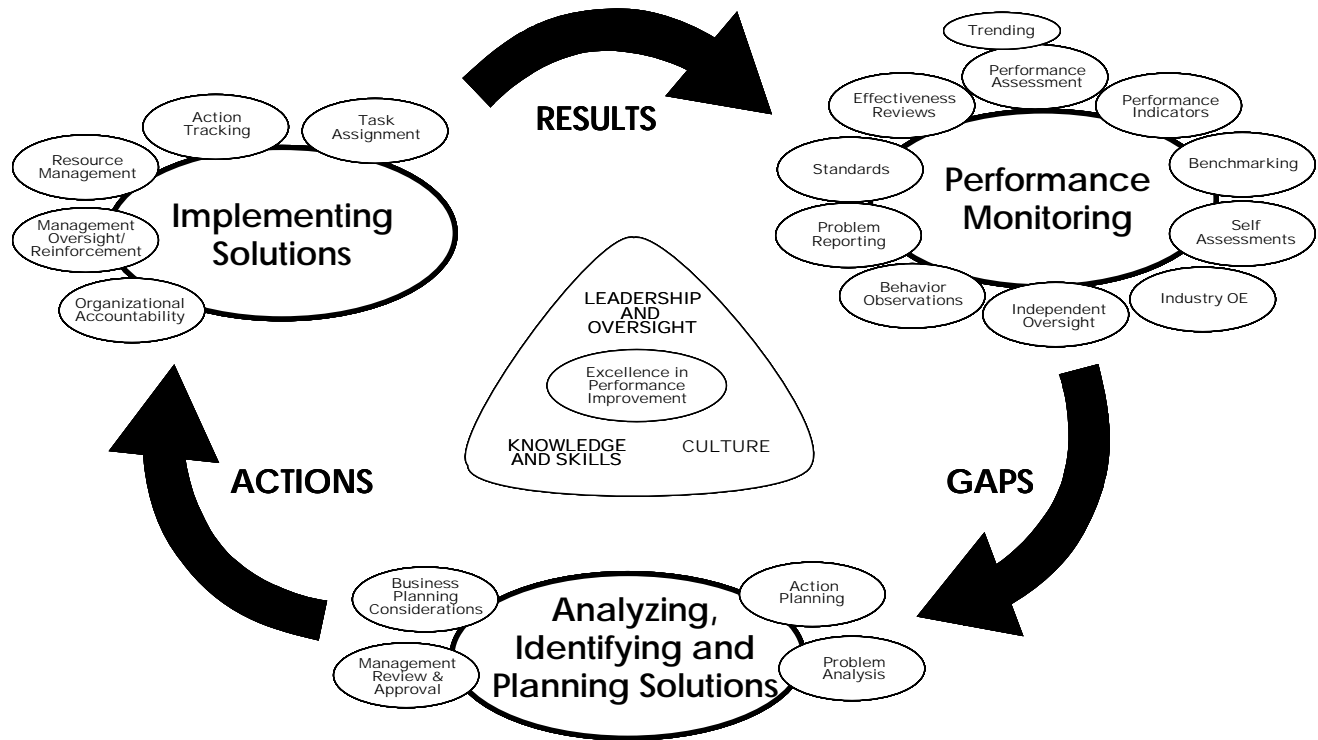 Trending
Performance
Assessment
Effectiveness
Reviews
Performance
Indicators
Standards
Benchmarking
Problem
Reporting
Self
Assessments
Behavior
Observations
Independent
Oversight
Industry OE
Performance
Monitoring
RESULTS
Action
Tracking
Task
Assignment
Resource
Management
Management
Oversight/
Reinforcement
Organizational
Accountability
Implementing
Solutions
LEADERSHIP
AND
OVERSIGHT
Excellence in
Performance
Improvement
KNOWLEDGE
AND SKILLS
CULTURE
ACTIONS
GAPS
Business
Planning
Considerations
Management
Review &
Approval
Action
Planning
Problem
Analysis
Analyzing,
Identifying and
Planning Solutions